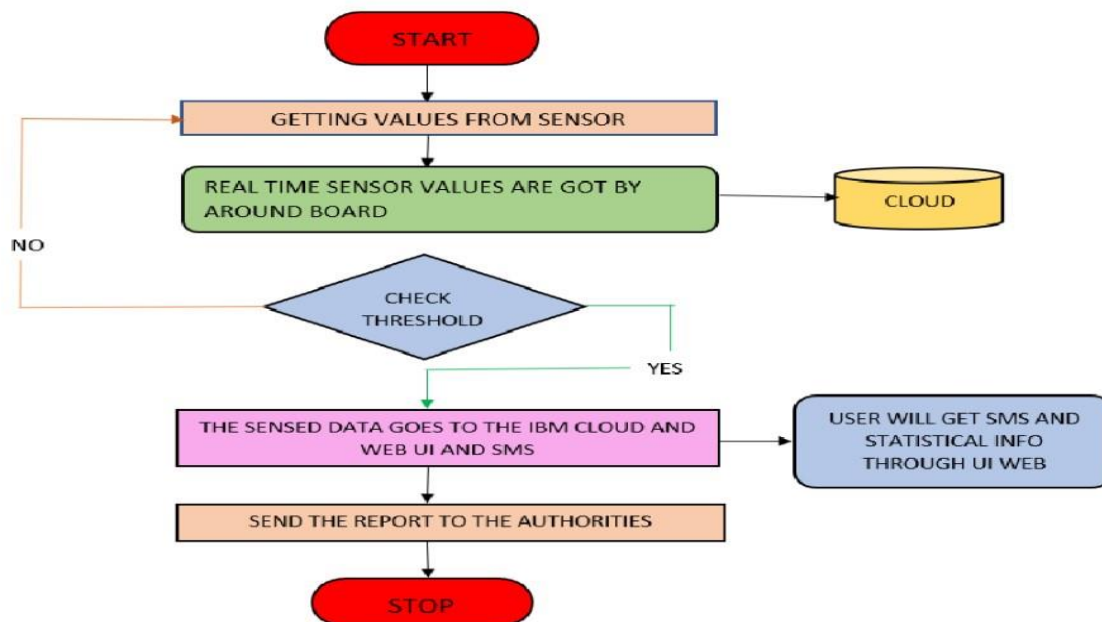 START
GETTING VALUES FROM SENSOR
REAL TIME SENSOR VALUES ARE GOT BY
AROUND BOARD
CLOUD
NO
CHECK
THRESHOLD
YES
THE SENSED DATA GOES TO THE IBM CLOUD AND
WEB UI AND SMS
USER WILL GET SMS AND
STATISTICAL INFO
THROUGH UI WEB
SEND THE REPORT TO THE AUTHORITIES
STOP